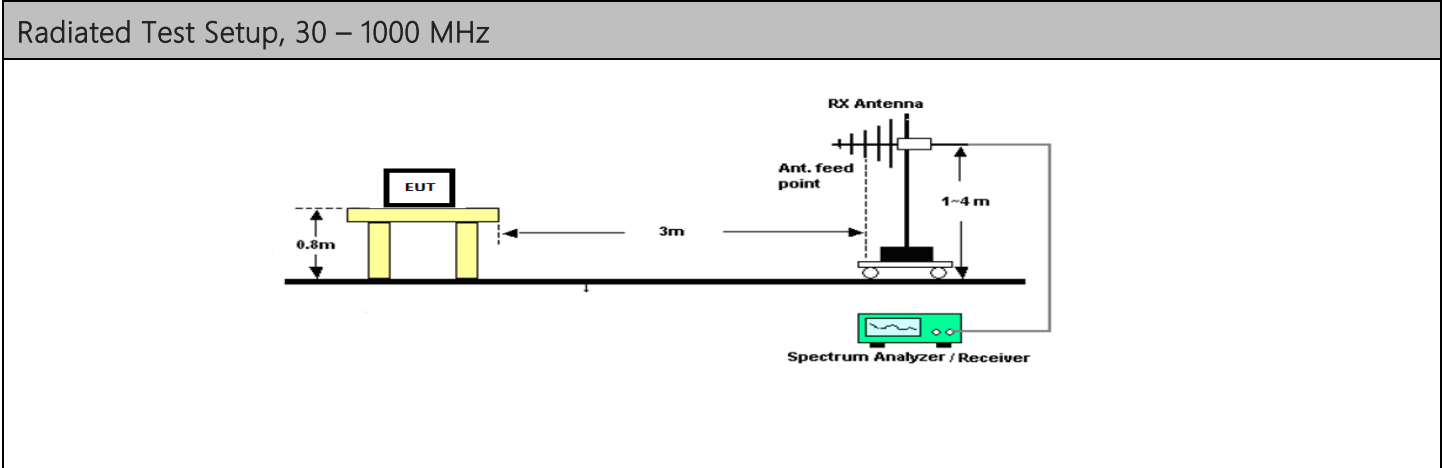 Radiated Test Setup, 30 – 1000 MHz
RX Antenna
Ant. feed
point
EUT
1~4 m
0.8m
3m
Spectrum Analyzer / Receiver